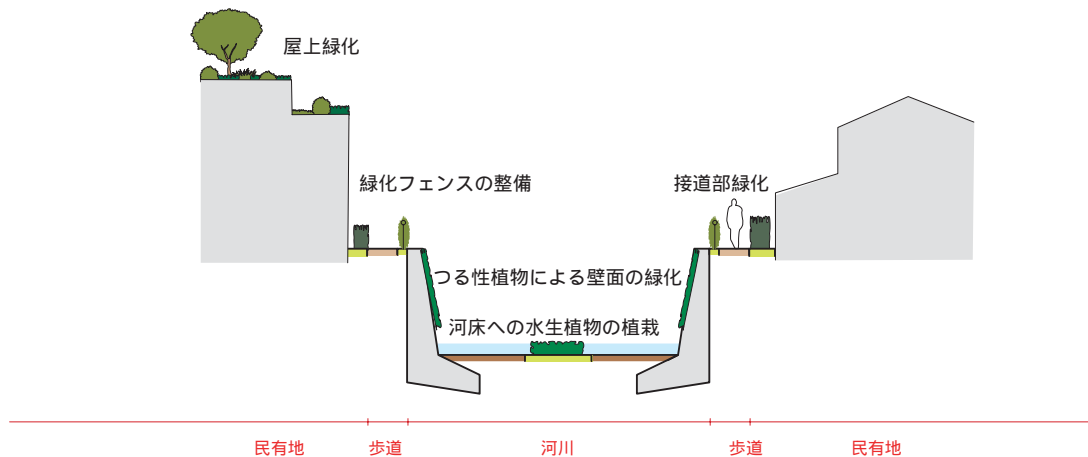 屋上緑化
緑化フェンスの整備
接道部緑化
つる性植物による壁面の緑化
河床への水生植物の植栽
民有地
歩道
河川
歩道
民有地